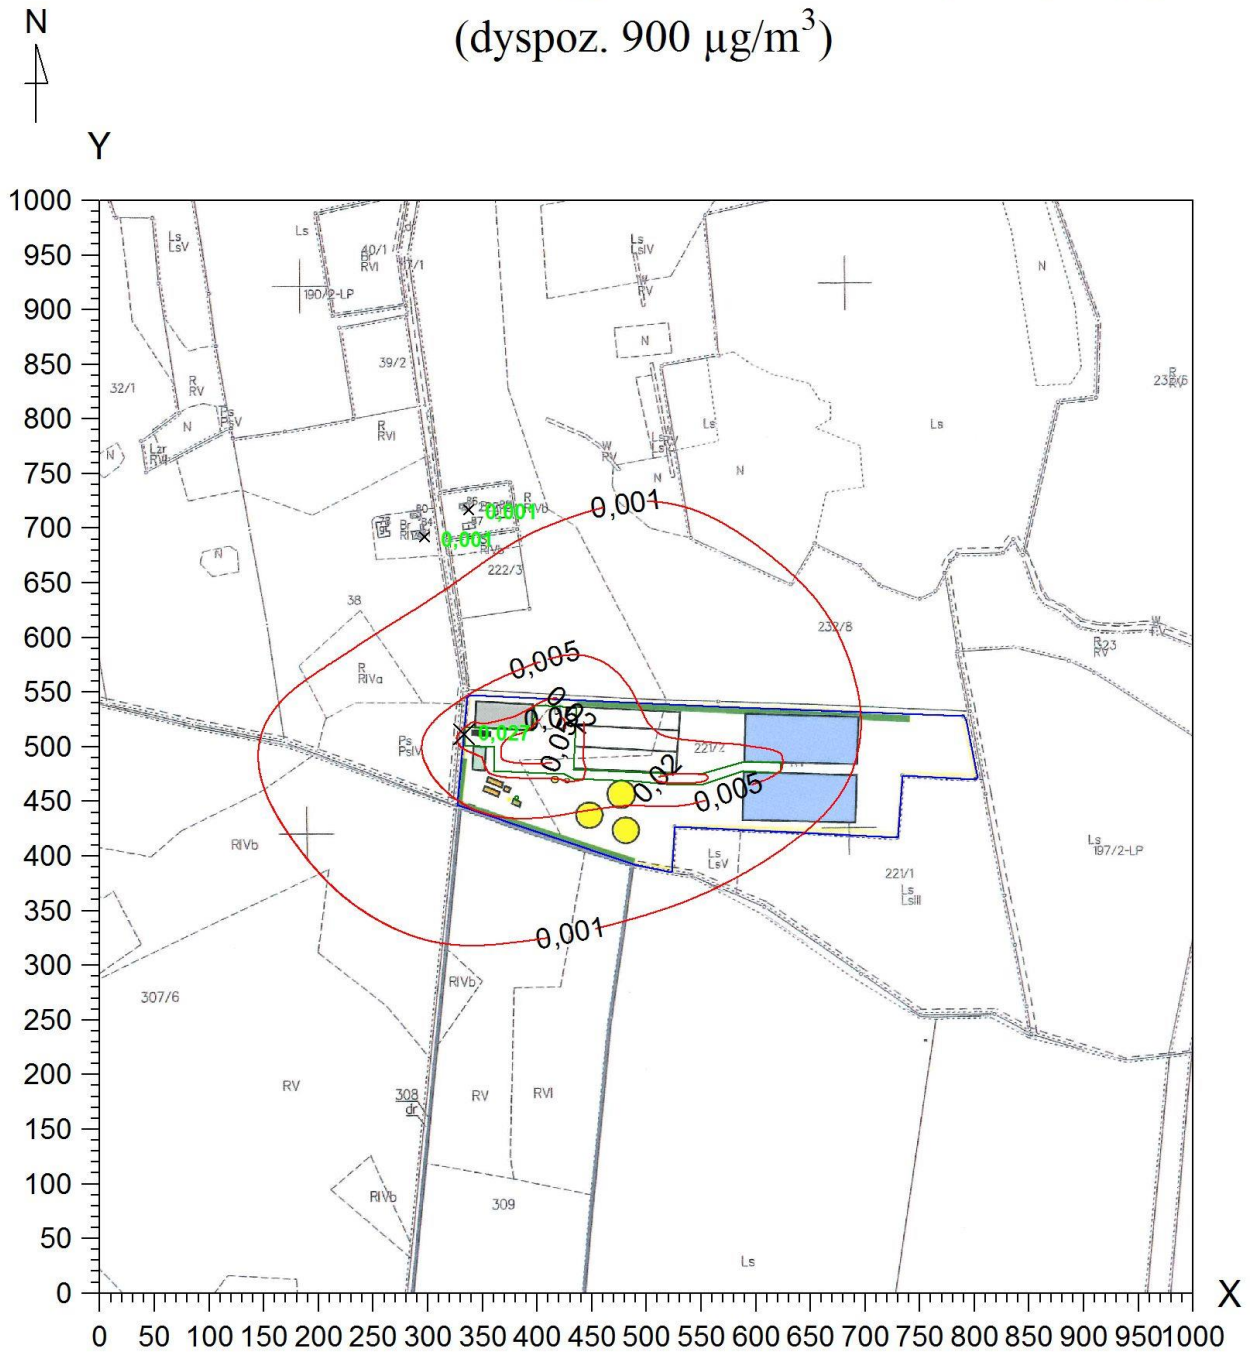 (dyspoz. 900 µg/m³)
N
Y
1000
950
900
850
800
750
700
650
600
550
500
450
400
350
300
250
200
150
100
50
0
0 50 100 150 200 250 300 350 400 450 500 550 600 650 700 750 800 850 900 950 1000
X
Ls
LsV
Ls
40/1
RVI
190/2-LP
39/2
32/1
R
RV
Ps
PsV
N
N
Lzr
R
RVI
Ls
LsIV
W
RV
N
N
Ls
232/6
Ls
W
RV
N
N
0,001
R
0,001
0,001
222/3
N
38
R
RIVa
232/8
R
RV
0,005
Ps
PsIV
0,027
221/2
0,02
0,005
RIVb
Ls
LsV
221/1
Ls
LsIII
Ls
197/2-LP
0,001
307/6
RIVb
RV
308
dr
RV
RVI
RIVb
309
Ls